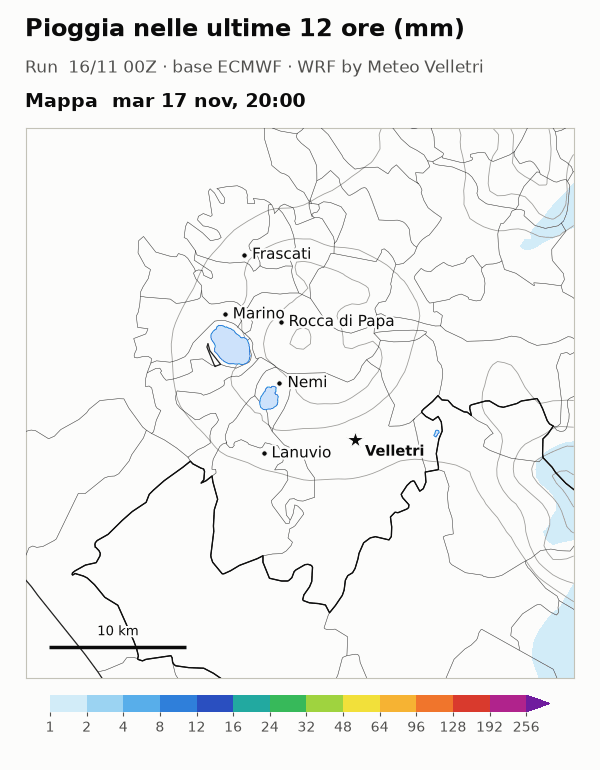 Pioggia nelle ultime 12 ore (mm)
Run  16/11 00Z · base ECMWF · WRF by Meteo Velletri
Mappa  mar 17 nov, 20:00
Frascati
Marino
Rocca di Papa
Nemi
Velletri
Lanuvio
10 km
1 2 4 8 12 16 24 32 48 64 96 128 192 256